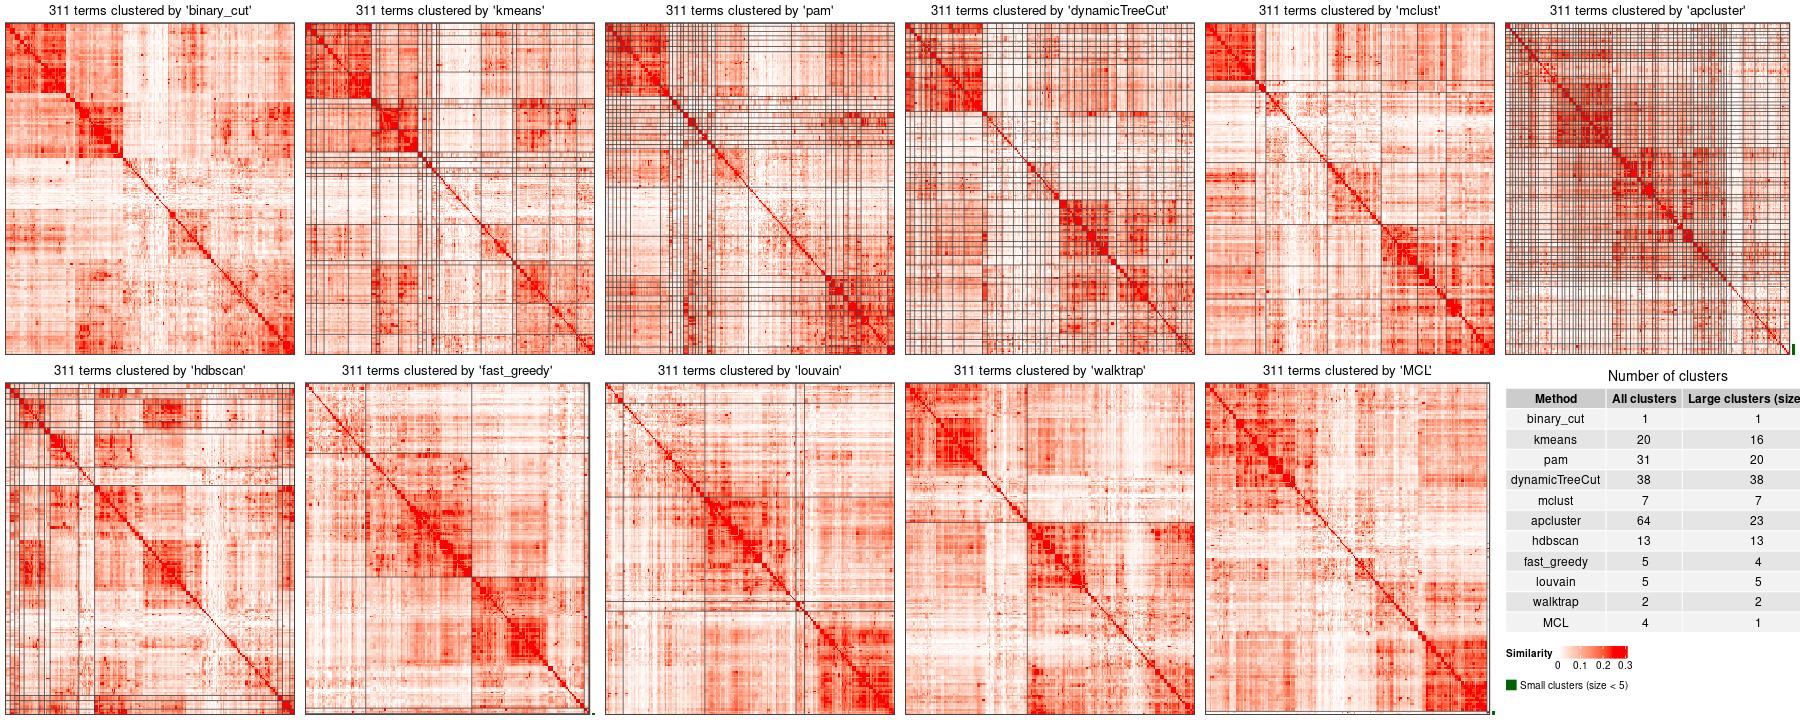 311 terms clustered by 'binary_cut'
311 terms clustered by 'kmeans'
311 terms clustered by 'pam'
311 terms clustered by 'dynamicTreeCut'
311 terms clustered by 'mclust'
311 terms clustered by 'apcluster'
311 terms clustered by 'hdbscan'
311 terms clustered by 'fast_greedy'
311 terms clustered by 'louvain'
311 terms clustered by 'walktrap'
311 terms clustered by 'MCL'
Number of clusters
Method All clusters Large clusters (size
binary_cut 1 1
kmeans 20 16
pam 31 20
dynamicTreeCut 38 38
mclust 7 7
apcluster 64 23
hdbscan 13 13
fast_greedy 5 4
louvain 5 5
walktrap 2 2
MCL 4 1
Similarity
0 0.1 0.2 0.3
Small clusters (size < 5)